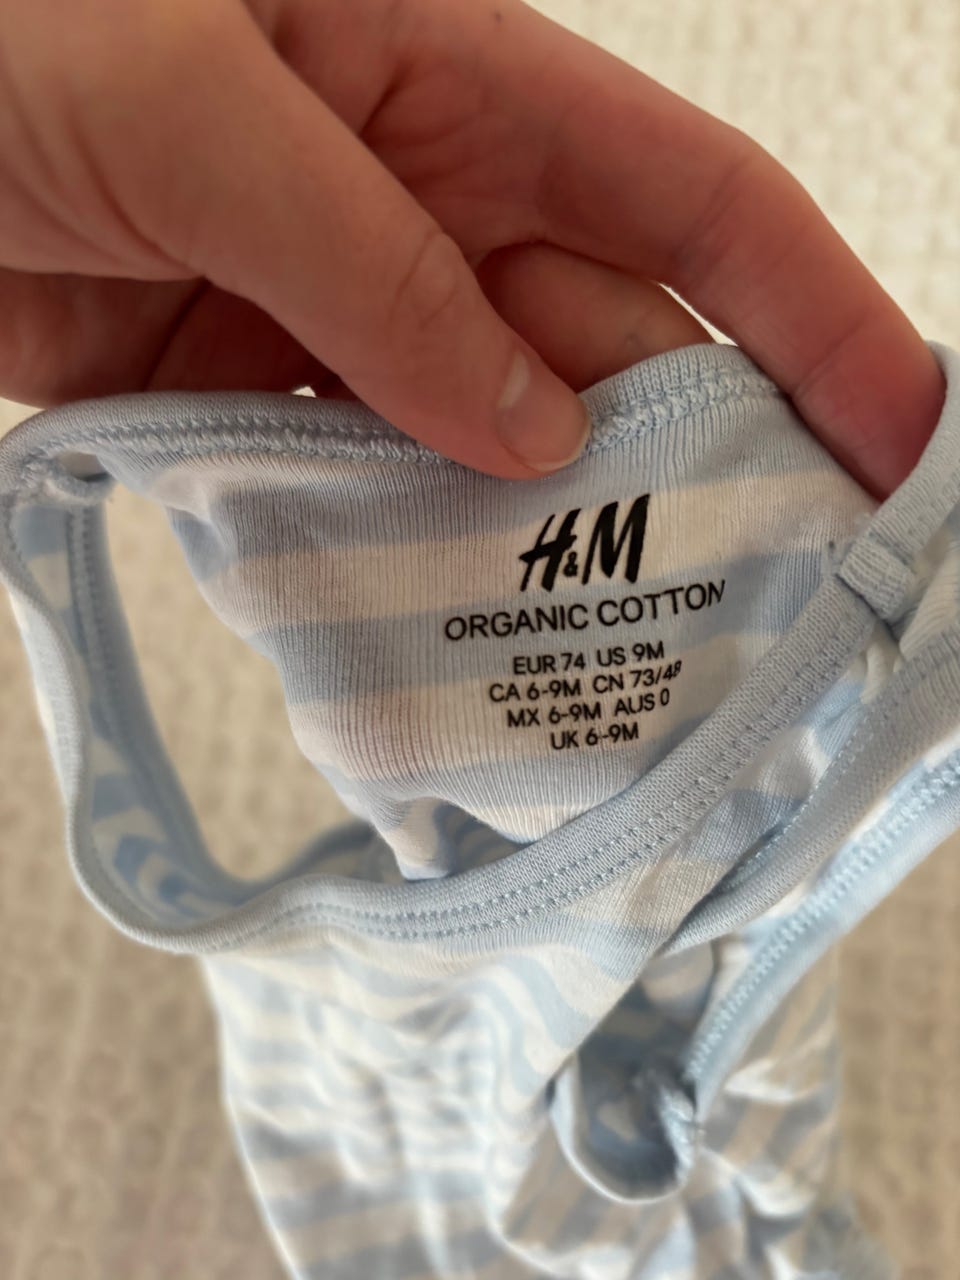 H&M
ORGANIC COTTON
EUR 74 US 9M
CA 6-9M CN 73/48
MX 6-9M AUS 0
UK 6-9M